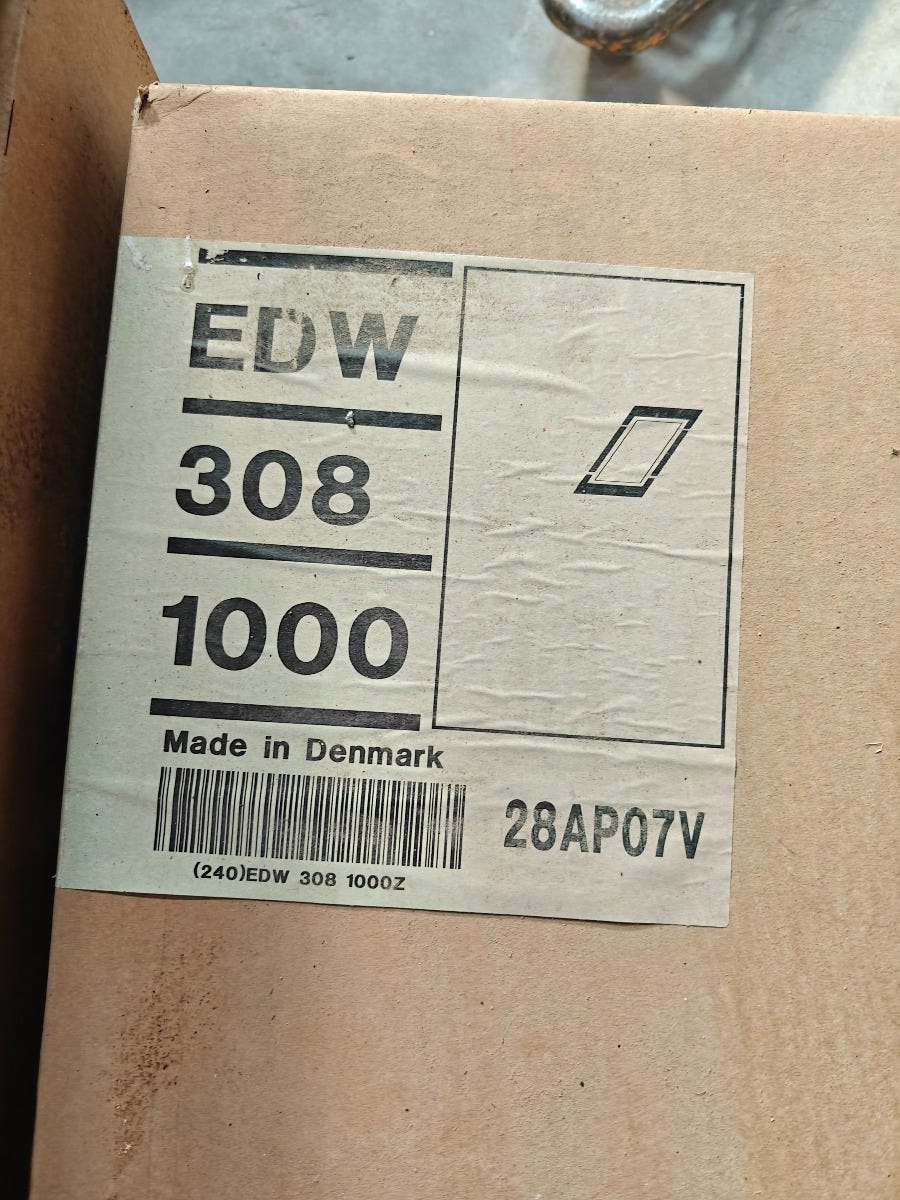 EDW
308
1000
Made in Denmark
28AP07V
(240)EDW 308 1000Z